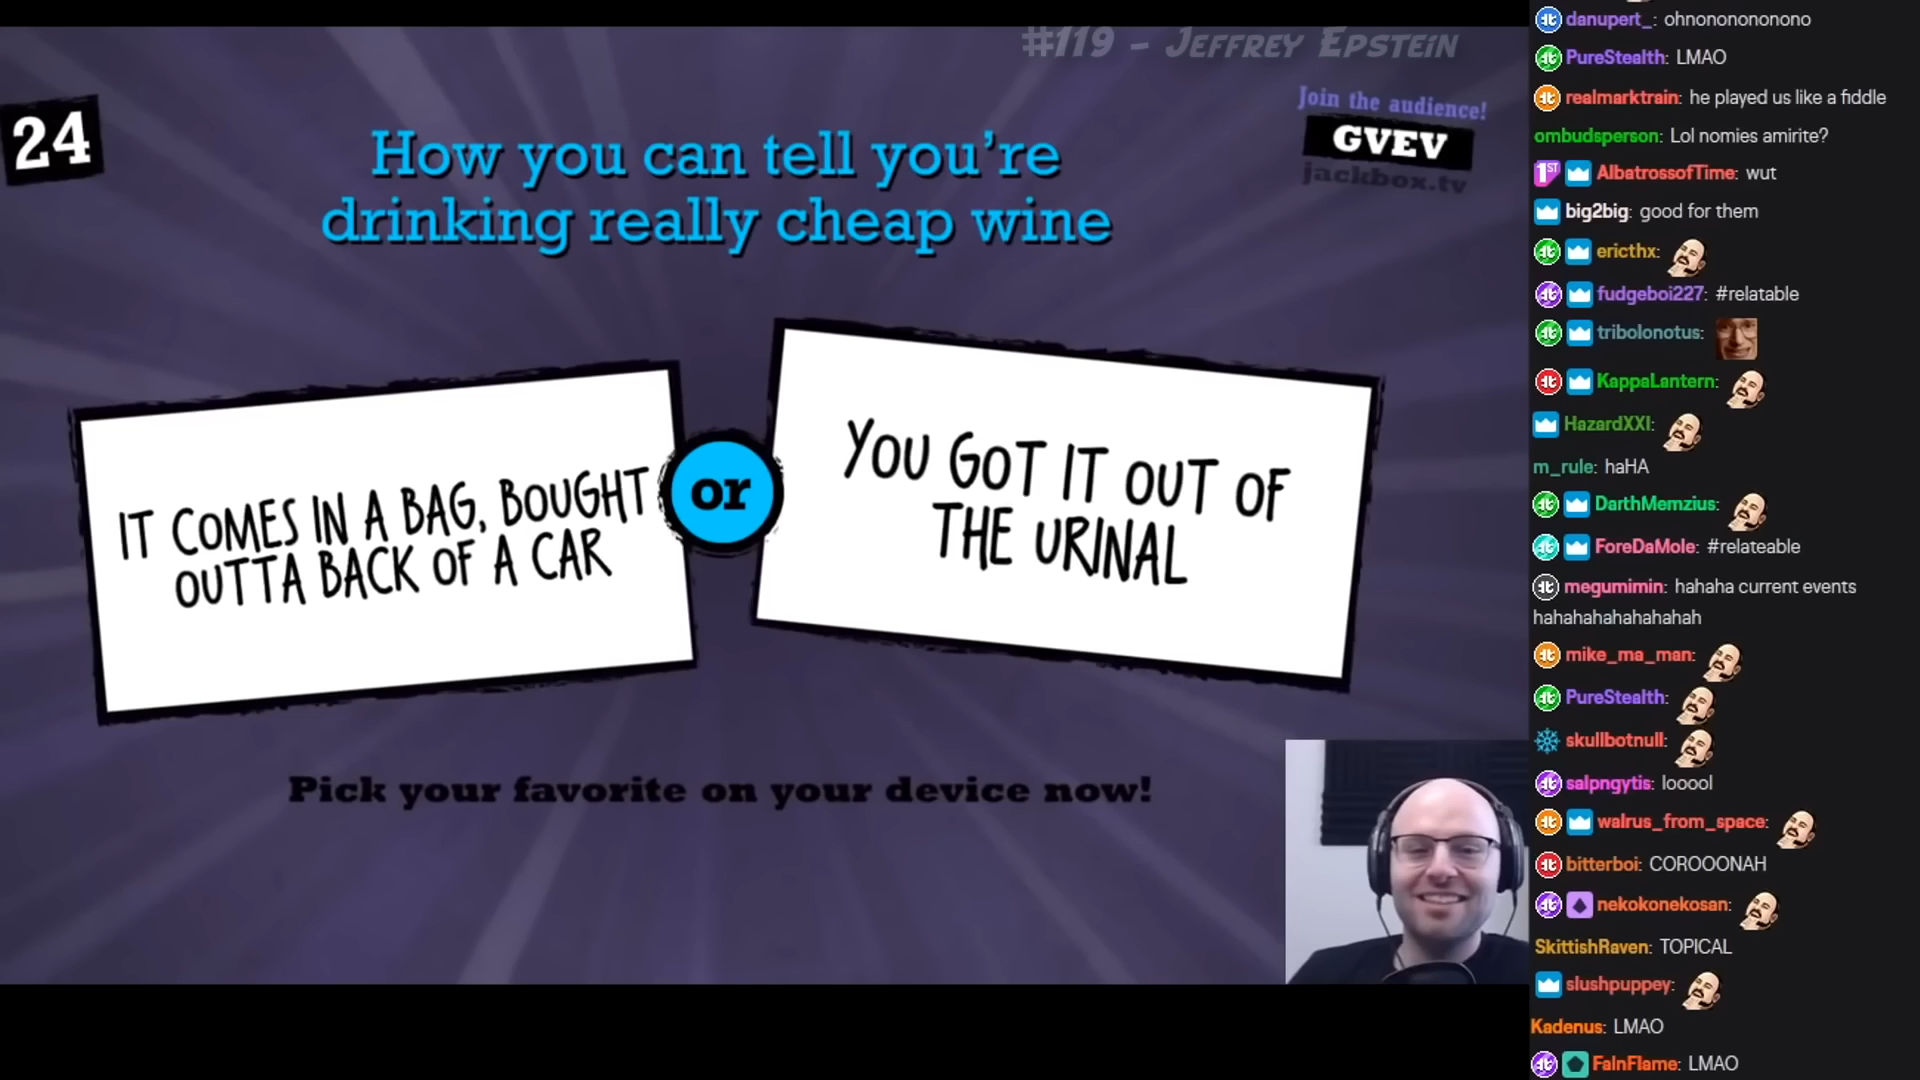 #119 - JEFFREY EPSTEIN
24
Join the audience!
GVEV
jackbox.tv
How you can tell you're
drinking really cheap wine
IT COMES IN A BAG, BOUGHT
OUTTA BACK OF A CAR
or
YOU GOT IT OUT OF
THE URINAL
Pick your favorite on your device now!
danupert_: ohnonononononono
PureStealth: LMAO
realmarktrain: he played us like a fiddle
ombudsperson: Lol nomies amirite?
1ST AlbatrossofTime: wut
big2big: good for them
ericthx:
fudgeboi227: #relatable
tribolonotus:
KappaLantern:
HazardXXI:
m_rule: haHA
DarthMemzius:
ForeDaMole: #relateable
megumimin: hahaha current events
hahahahahahahahah
mike_ma_man:
PureStealth:
skullbotnull:
salpngytis: looool
walrus_from_space:
bitterboi: COROOONAH
nekokonekosan:
SkittishRaven: TOPICAL
slushpuppey:
Kadenus: LMAO
FalnFlame: LMAO